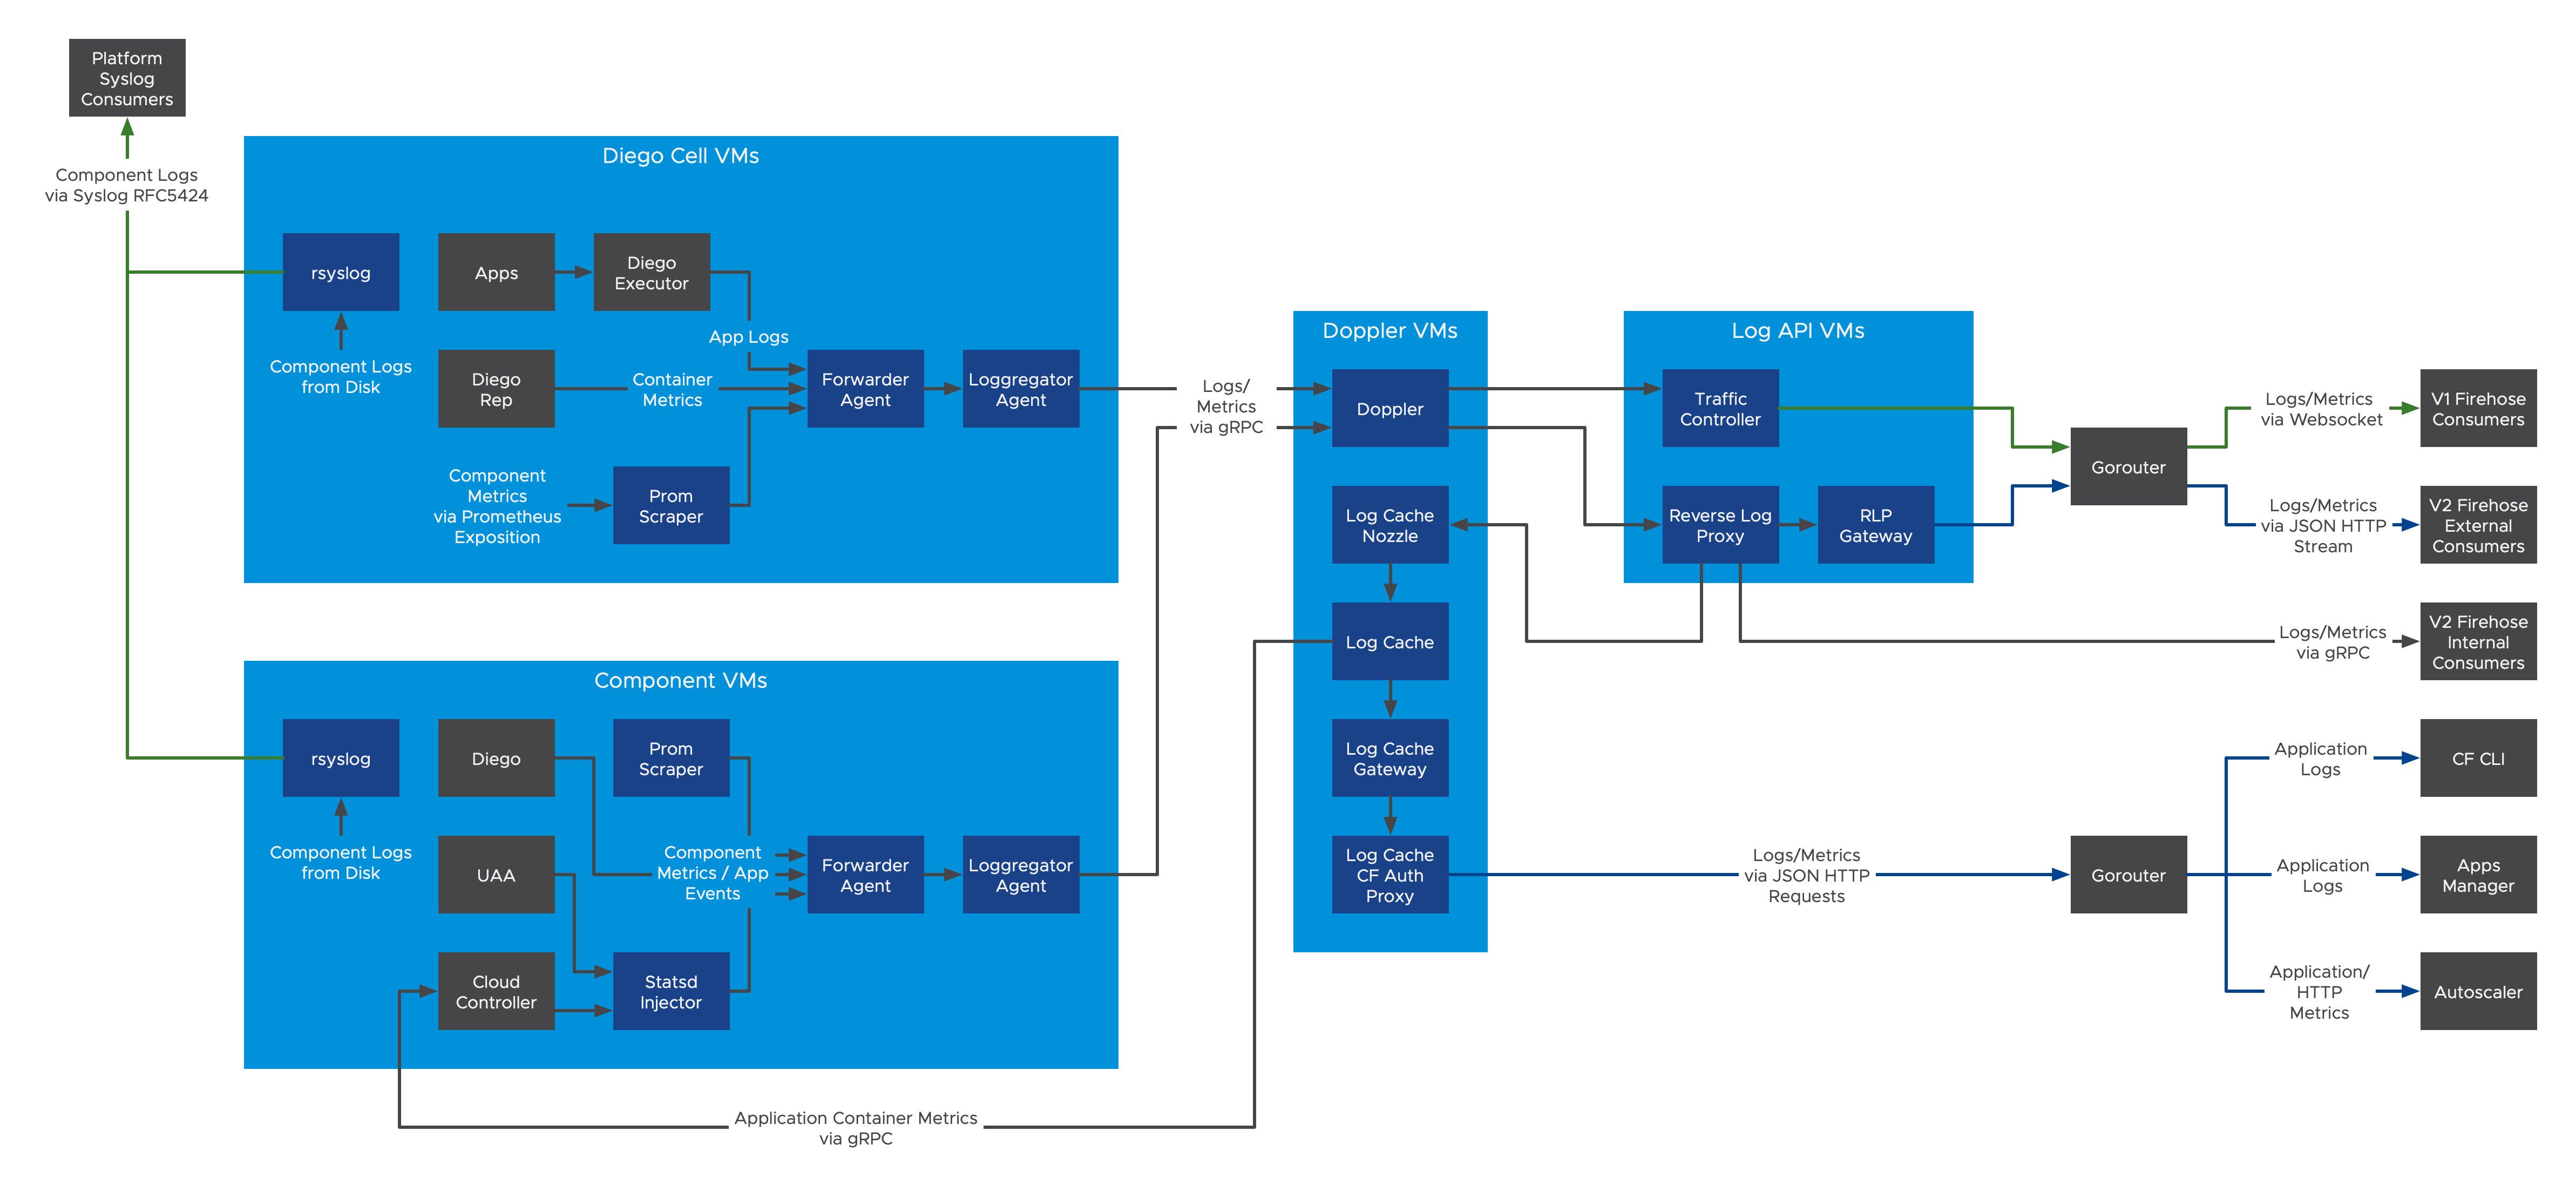 Platform
Syslog
Consumers
Component Logs
via Syslog RFC5424
Diego Cell VMs
rsyslog
Component Logs
from Disk
Apps
Diego
Executor
App Logs
Diego
Rep
Container
Metrics
Component
Metrics
via Prometheus
Exposition
Prom
Scraper
Forwarder
Agent
Loggregator
Agent
Component VMs
rsyslog
Component Logs
from Disk
Diego
Prom
Scraper
UAA
Component
Metrics / App
Events
Cloud
Controller
Statsd
Injector
Forwarder
Agent
Loggregator
Agent
Application Container Metrics
via gRPC
Logs/
Metrics
via gRPC
Doppler VMs
Doppler
Log Cache
Nozzle
Log Cache
Log Cache
Gateway
Log Cache
CF Auth
Proxy
Log API VMs
Traffic
Controller
Reverse Log
Proxy
RLP
Gateway
Gorouter
Logs/Metrics
via Websocket
V1 Firehose
Consumers
Logs/Metrics
via JSON HTTP
Stream
V2 Firehose
External
Consumers
Logs/Metrics
via gRPC
V2 Firehose
Internal
Consumers
Logs/Metrics
via JSON HTTP
Requests
Gorouter
Application
Logs
CF CLI
Application
Logs
Apps
Manager
Application/
HTTP
Metrics
Autoscaler